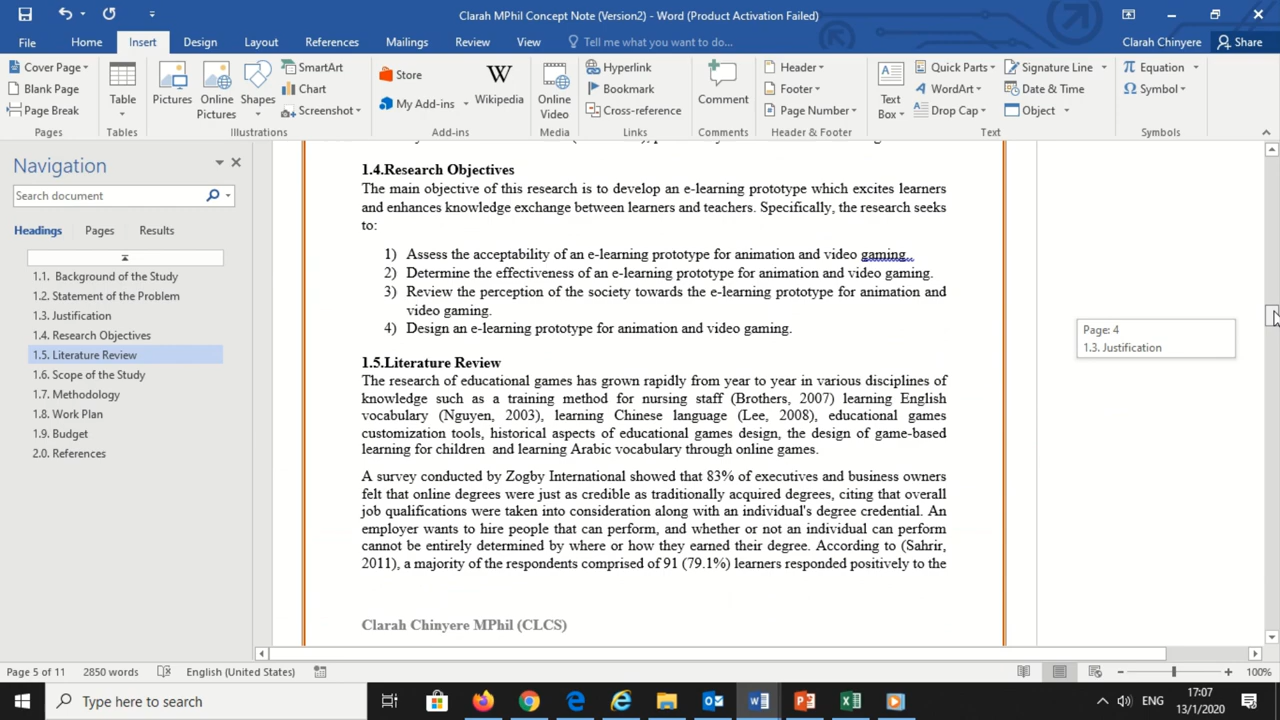 Clarah MPhil Concept Note (Version2) - Word (Product Activation Failed)
File Home Insert Design Layout References Mailings Review View Tell me what you want to do... Clarah Chinyere Share
Cover Page
Blank Page
Page Break
Pages
Table
Tables
Pictures
Online Pictures
Shapes
SmartArt
Chart
Screenshot
Illustrations
Store
My Add-ins
Wikipedia
Add-ins
Online Video
Media
Hyperlink
Bookmark
Cross-reference
Links
Comment
Comments
Header
Footer
Page Number
Header & Footer
Text Box
Quick Parts
WordArt
Drop Cap
Signature Line
Date & Time
Object
Text
Equation
Symbol
Symbols
Navigation
Search document
Headings Pages Results
1.1. Background of the Study
1.2. Statement of the Problem
1.3. Justification
1.4. Research Objectives
1.5. Literature Review
1.6. Scope of the Study
1.7. Methodology
1.8. Work Plan
1.9. Budget
2.0. References
1.4.Research Objectives
The main objective of this research is to develop an e-learning prototype which excites learners
and enhances knowledge exchange between learners and teachers. Specifically, the research seeks
to:
1) Assess the acceptability of an e-learning prototype for animation and video gaming..
2) Determine the effectiveness of an e-learning prototype for animation and video gaming.
3) Review the perception of the society towards the e-learning prototype for animation and
video gaming.
4) Design an e-learning prototype for animation and video gaming.
1.5.Literature Review
The research of educational games has grown rapidly from year to year in various disciplines of
knowledge such as a training method for nursing staff (Brothers, 2007) learning English
vocabulary (Nguyen, 2003), learning Chinese language (Lee, 2008), educational games
customization tools, historical aspects of educational games design, the design of game-based
learning for children and learning Arabic vocabulary through online games.
A survey conducted by Zogby International showed that 83% of executives and business owners
felt that online degrees were just as credible as traditionally acquired degrees, citing that overall
job qualifications were taken into consideration along with an individual's degree credential. An
employer wants to hire people that can perform, and whether or not an individual can perform
cannot be entirely determined by where or how they earned their degree. According to (Sahrir,
2011), a majority of the respondents comprised of 91 (79.1%) learners responded positively to the
Clarah Chinyere MPhil (CLCS)
Page: 4
1.3. Justification
Page 5 of 11 2850 words English (United States) 100%
Type here to search
ENG
17:07
13/1/2020